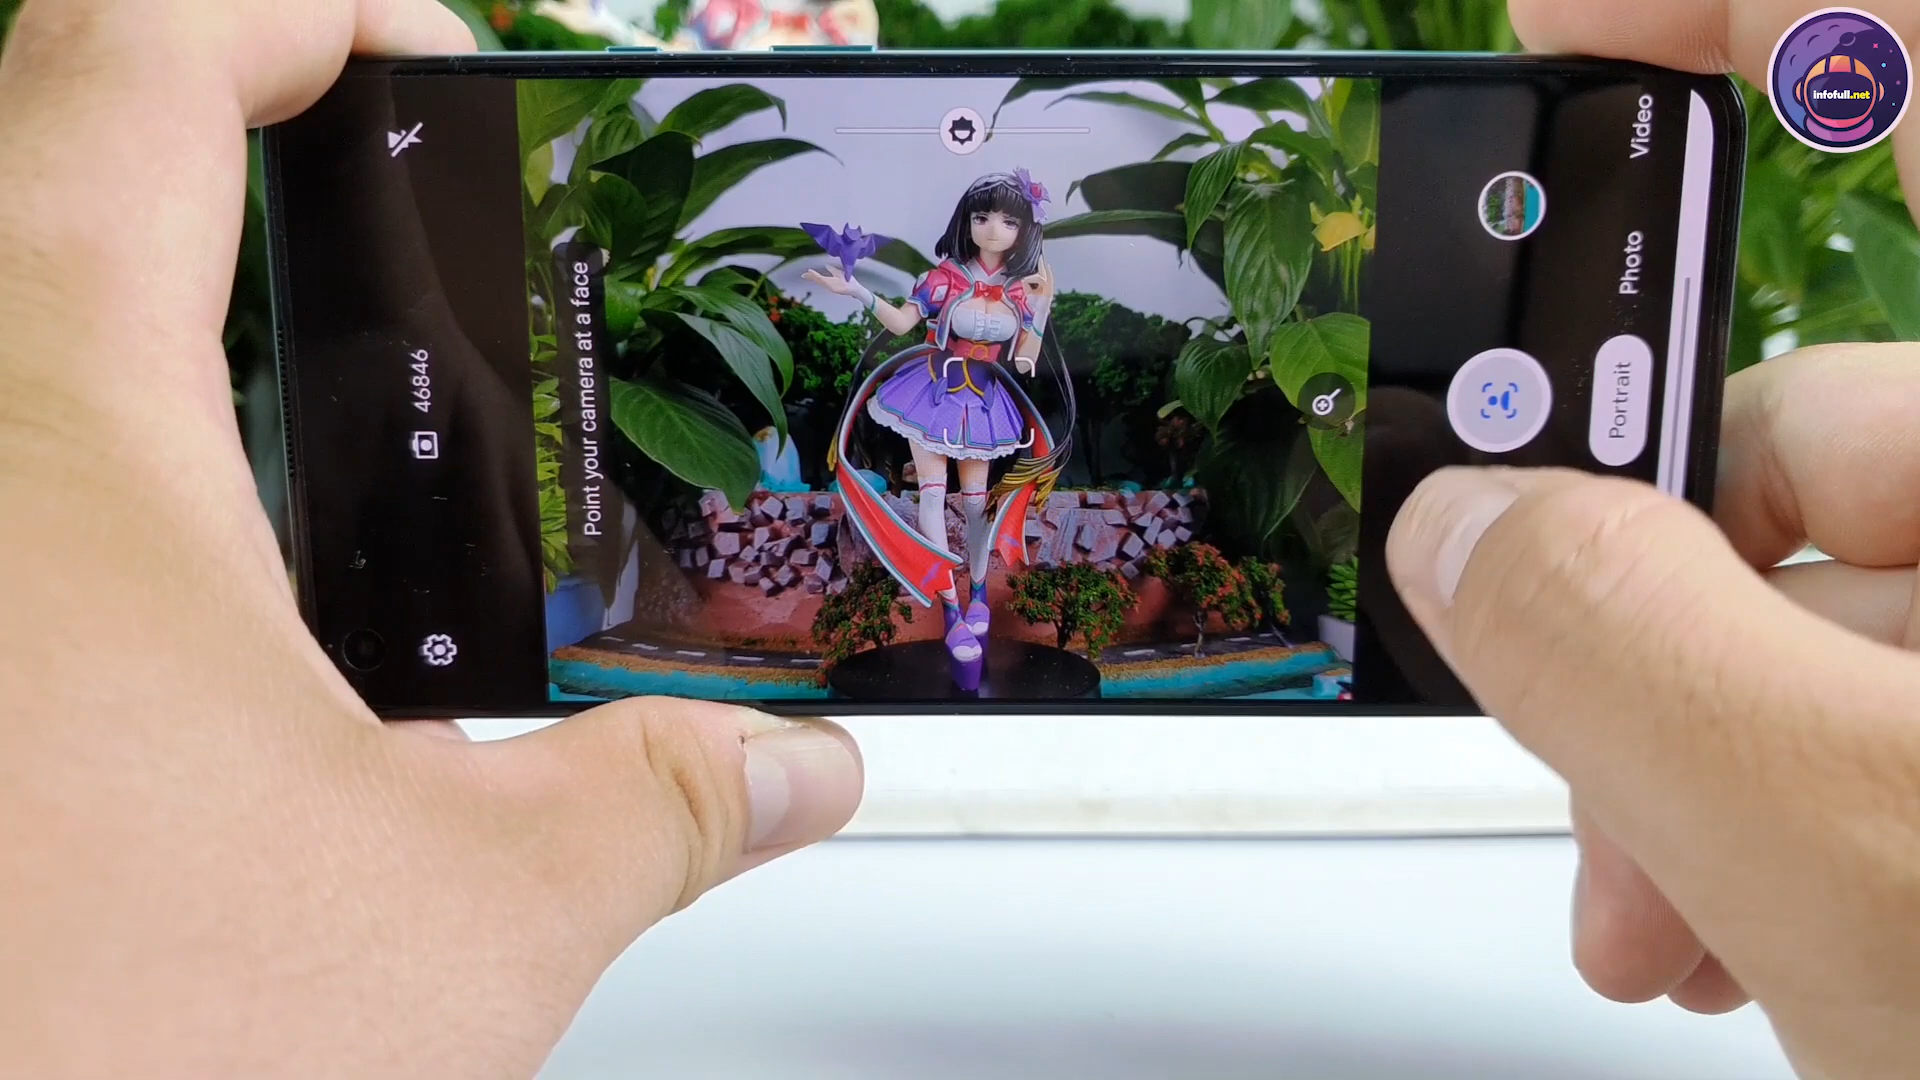 infofull.net
Video
Photo
Portrait
46846
Point your camera at a face